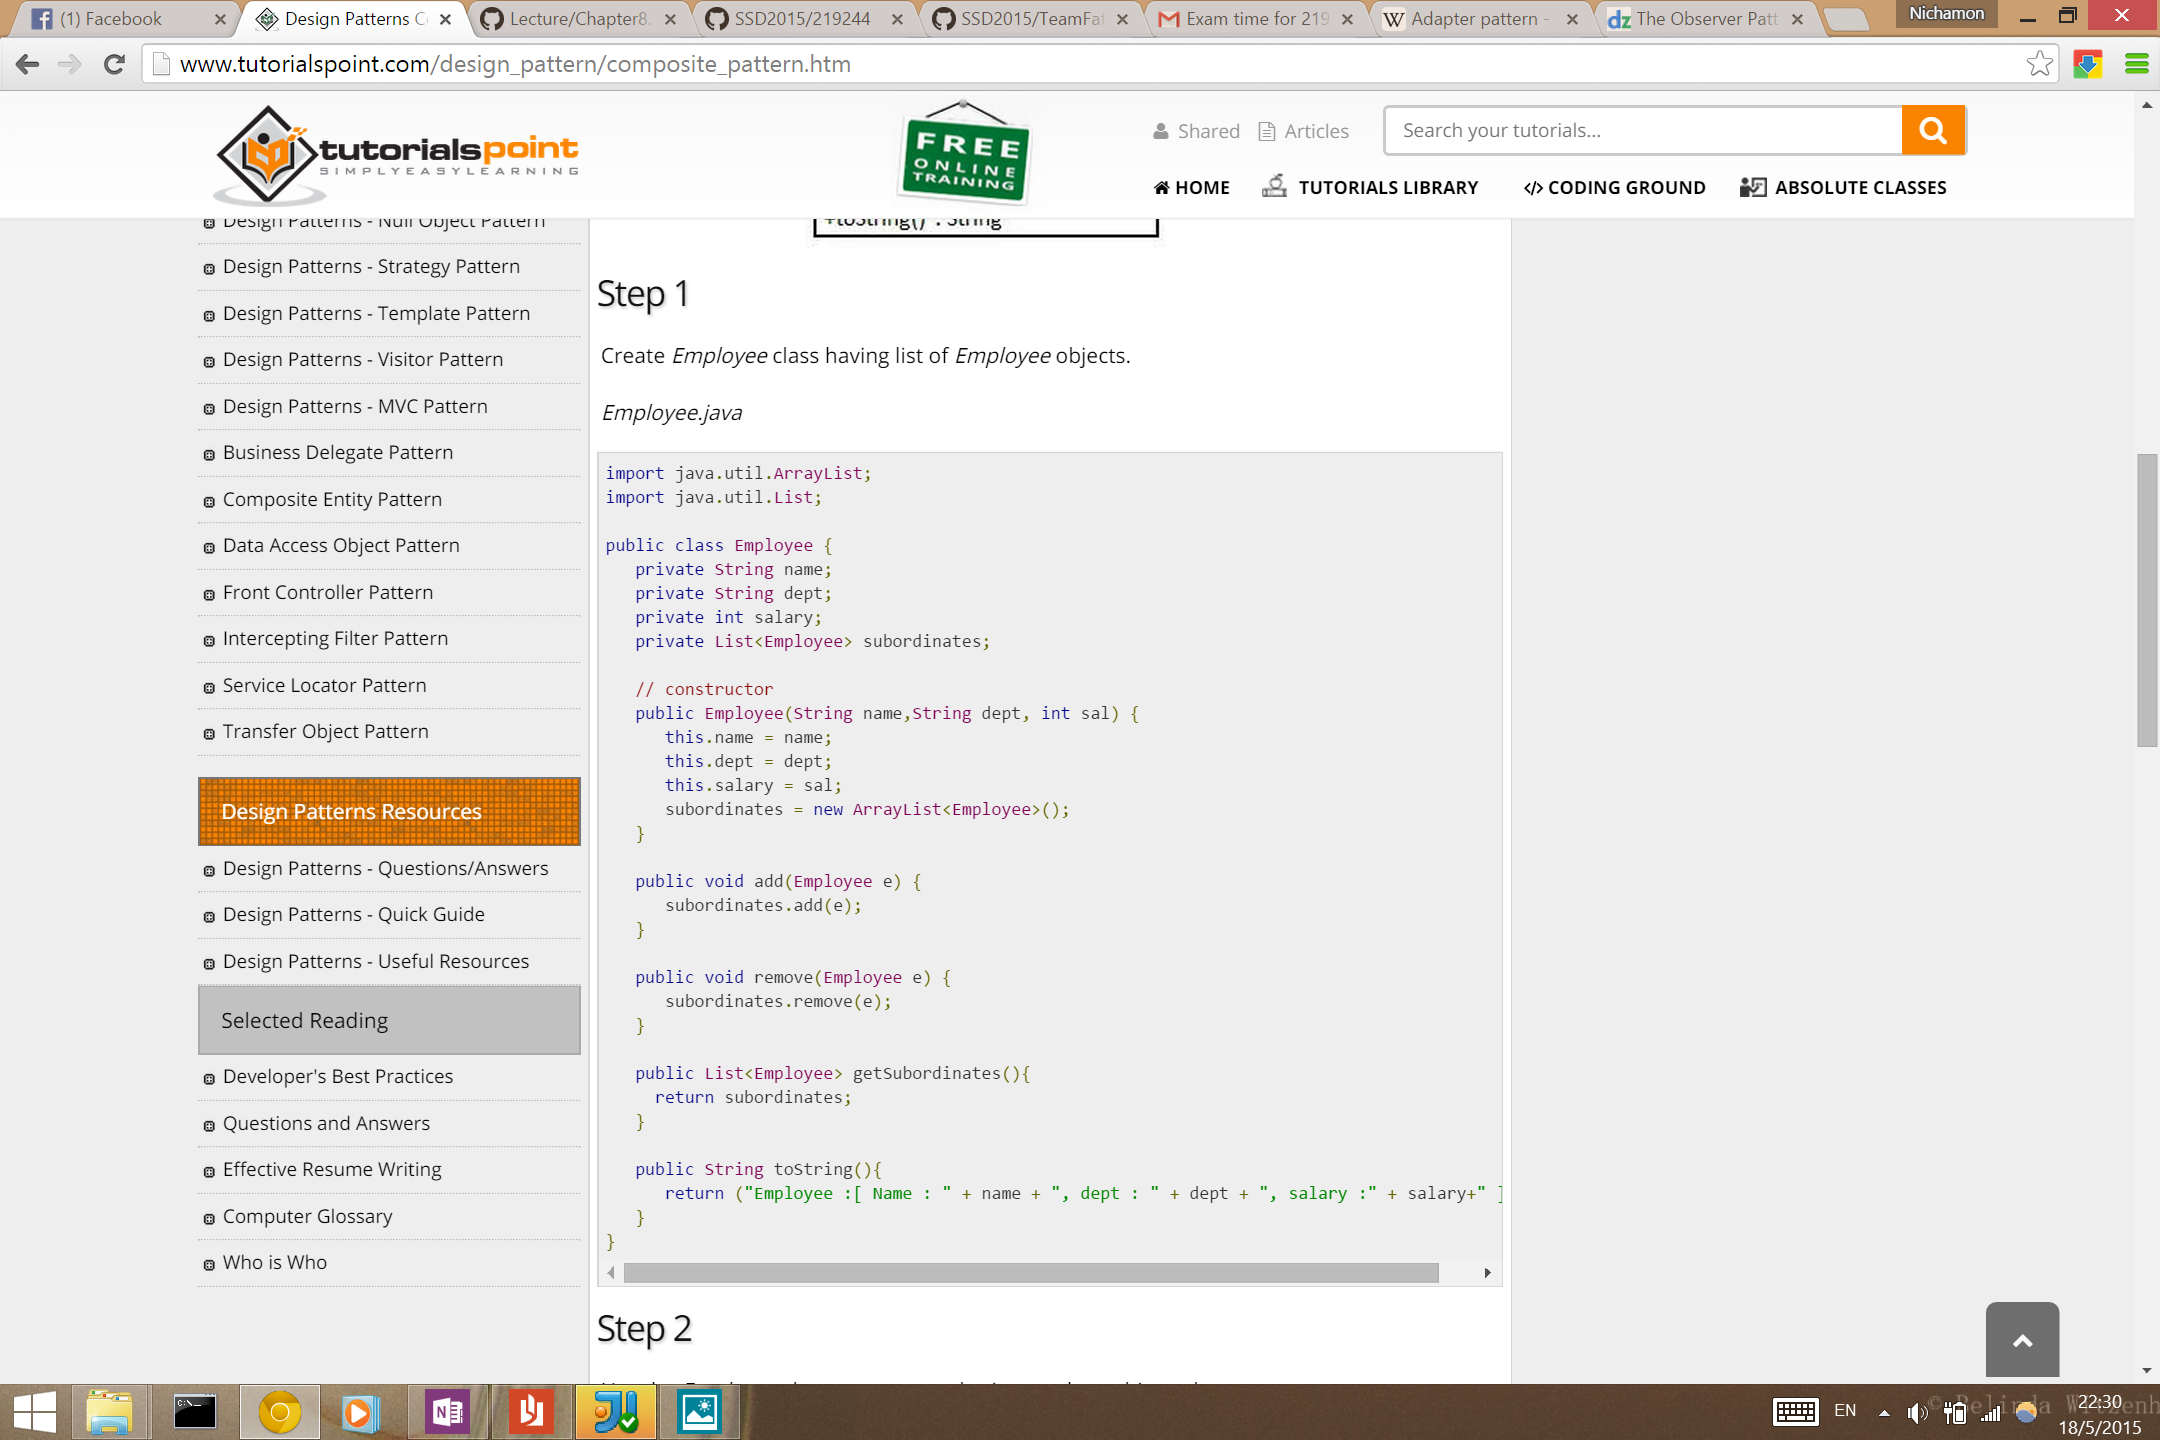 (1) Facebook
Design Patterns C
Lecture/Chapter8.
SSD2015/219244
SSD2015/TeamFat
Exam time for 219
Adapter pattern -
dz The Observer Patt
Nichamon
www.tutorialspoint.com/design_pattern/composite_pattern.htm
tutorialspoint
SIMPLYEASYLEARNING
FREE
ONLINE
TRAINING
Shared
Articles
Search your tutorials...
HOME
TUTORIALS LIBRARY
CODING GROUND
ABSOLUTE CLASSES
Design Patterns - Null Object Pattern
Design Patterns - Strategy Pattern
Design Patterns - Template Pattern
Design Patterns - Visitor Pattern
Design Patterns - MVC Pattern
Business Delegate Pattern
Composite Entity Pattern
Data Access Object Pattern
Front Controller Pattern
Intercepting Filter Pattern
Service Locator Pattern
Transfer Object Pattern
Design Patterns Resources
Design Patterns - Questions/Answers
Design Patterns - Quick Guide
Design Patterns - Useful Resources
Selected Reading
Developer's Best Practices
Questions and Answers
Effective Resume Writing
Computer Glossary
Who is Who
+toString() : String
Step 1
Create Employee class having list of Employee objects.
Employee.java
import java.util.ArrayList;
import java.util.List;
public class Employee {
private String name;
private String dept;
private int salary;
private List<Employee> subordinates;
// constructor
public Employee(String name,String dept, int sal) {
this.name = name;
this.dept = dept;
this.salary = sal;
subordinates = new ArrayList<Employee>();
}
public void add(Employee e) {
subordinates.add(e);
}
public void remove(Employee e) {
subordinates.remove(e);
}
public List<Employee> getSubordinates(){
return subordinates;
}
public String toString(){
return ("Employee :[ Name : " + name + ", dept : " + dept + ", salary :" + salary+" ]
}
}
Step 2
EN
22:30
18/5/2015